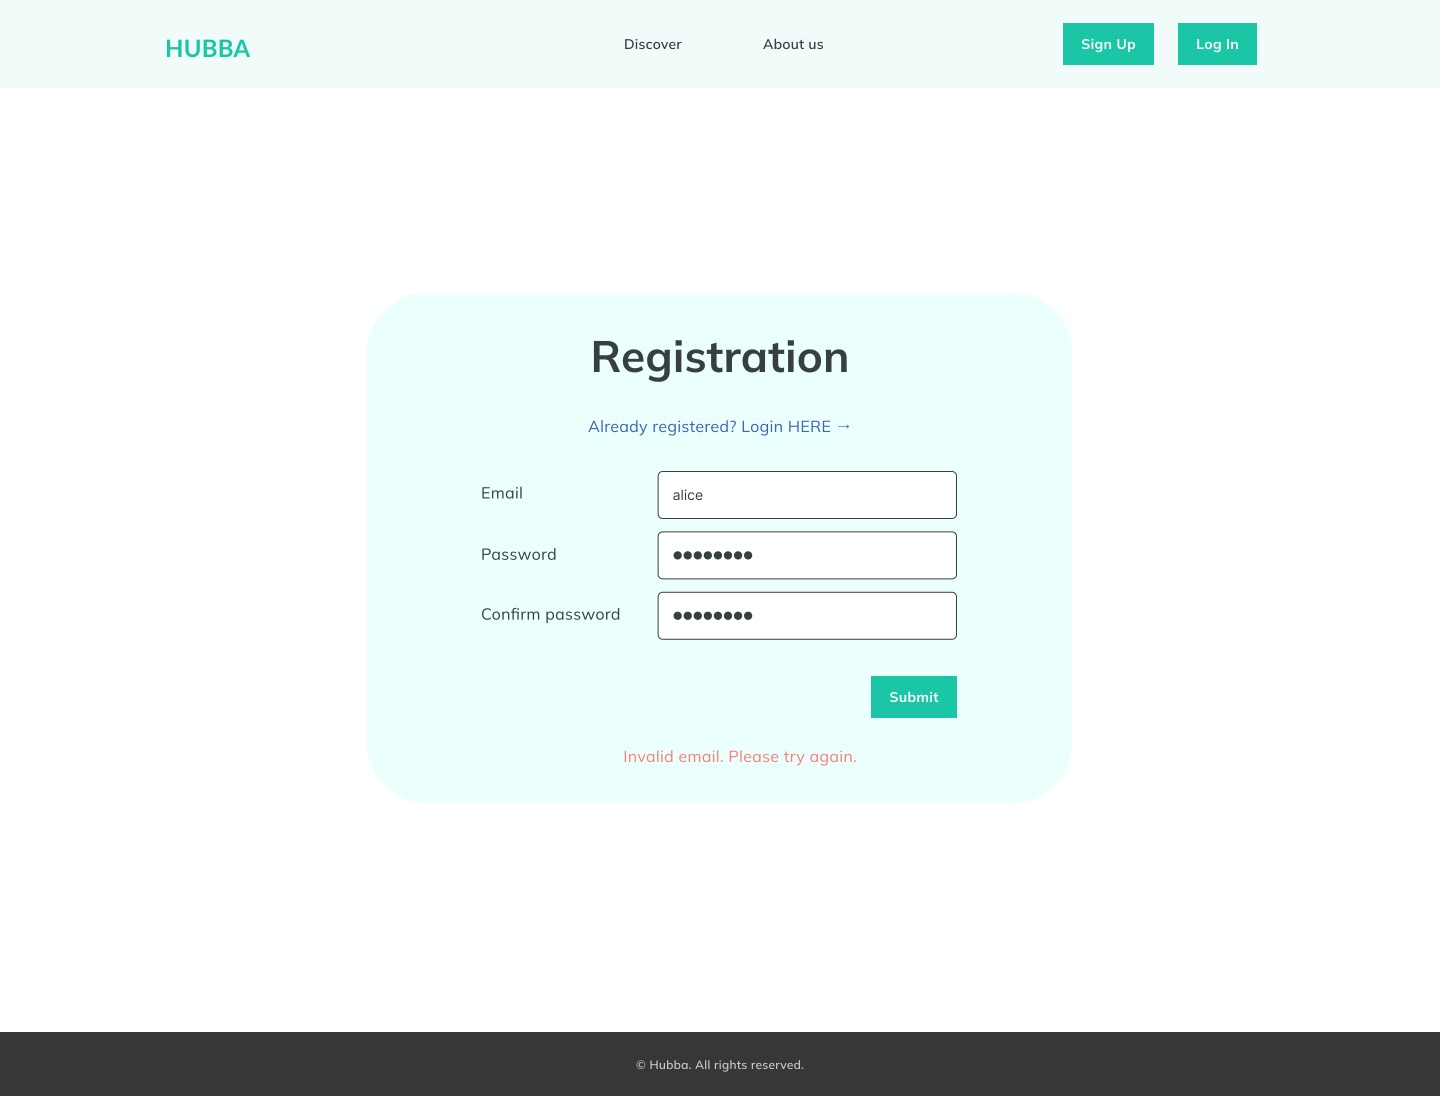 HUBBA
Discover
About us
Sign Up
Log In
Registration
Already registered? Login HERE →
Email
alice
Password
●●●●●●●●
Confirm password
●●●●●●●●
Submit
Invalid email. Please try again.
© Hubba. All rights reserved.